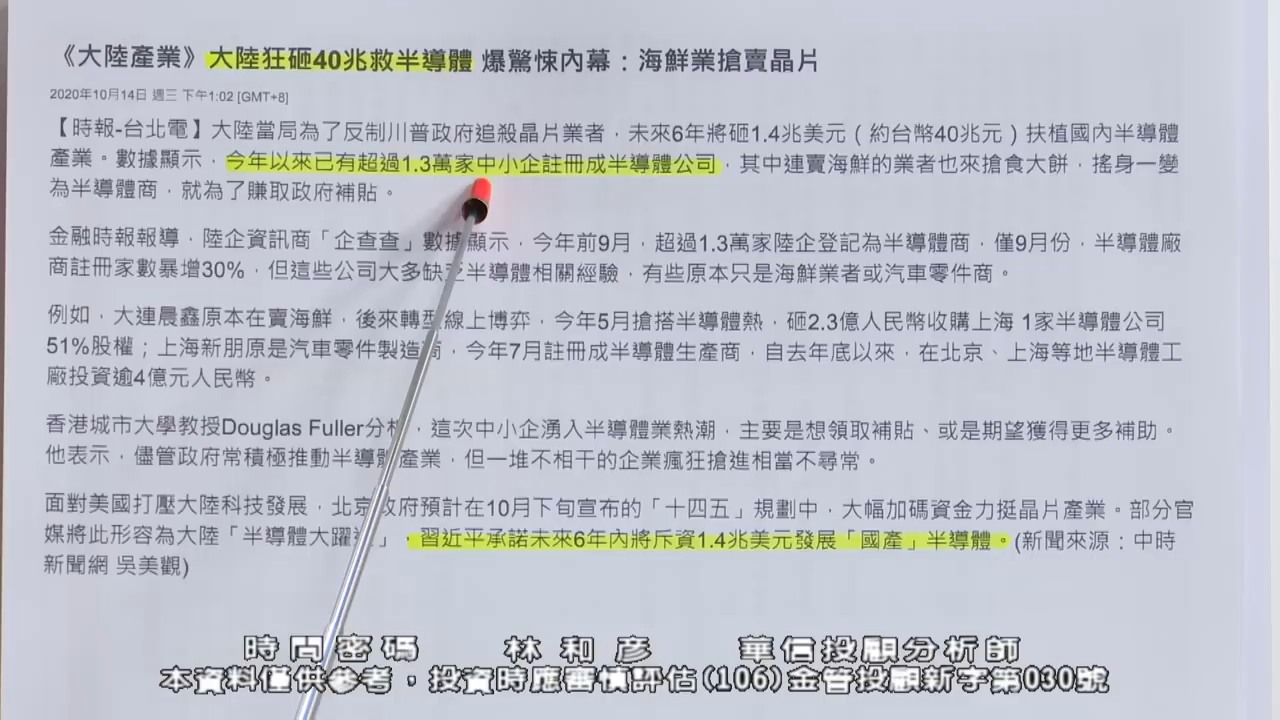 《大陸產業》大陸狂砸40兆救半導體 爆驚悚內幕：海鮮業搶賣晶片
2020年10月14日 週三 下午1:02 [GMT+8]
【時報-台北電】大陸當局為了反制川普政府追殺晶片業者，未來6年將砸1.4兆美元（約台幣40兆元）扶植國內半導體
產業。數據顯示，今年以來已有超過1.3萬家中小企註冊成半導體公司，其中連賣海鮮的業者也來搶食大餅，搖身一變
為半導體商，就為了賺取政府補貼。
金融時報報導，陸企資訊商「企查查」數據顯示，今年前9月，超過1.3萬家陸企登記為半導體商，僅9月份，半導體廠
商註冊家數暴增30%，但這些公司大多缺乏半導體相關經驗，有些原本只是海鮮業者或汽車零件商。
例如，大連晨鑫原本在賣海鮮，後來轉型線上博弈，今年5月搶搭半導體熱，砸2.3億人民幣收購上海 1家半導體公司
51%股權；上海新朋原是汽車零件製造商，今年7月註冊成半導體生產商，自去年底以來，在北京、上海等地半導體工
廠投資逾4億元人民幣。
香港城市大學教授Douglas Fuller分析，這次中小企湧入半導體業熱潮，主要是想領取補貼、或是期望獲得更多補助。
他表示，儘管政府常積極推動半導體產業，但一堆不相干的企業瘋狂搶進相當不尋常。
面對美國打壓大陸科技發展，北京政府預計在10月下旬宣布的「十四五」規劃中，大幅加碼資金力挺晶片產業。部分官
媒將此形容為大陸「半導體大躍進」，習近平承諾未來6年內將斥資1.4兆美元發展「國產」半導體。(新聞來源：中時
新聞網 吳美觀)
時間密碼 林和彥 華信投顧分析師
本資料僅供參考，投資時應審慎評估(106)金管投顧新字第030號